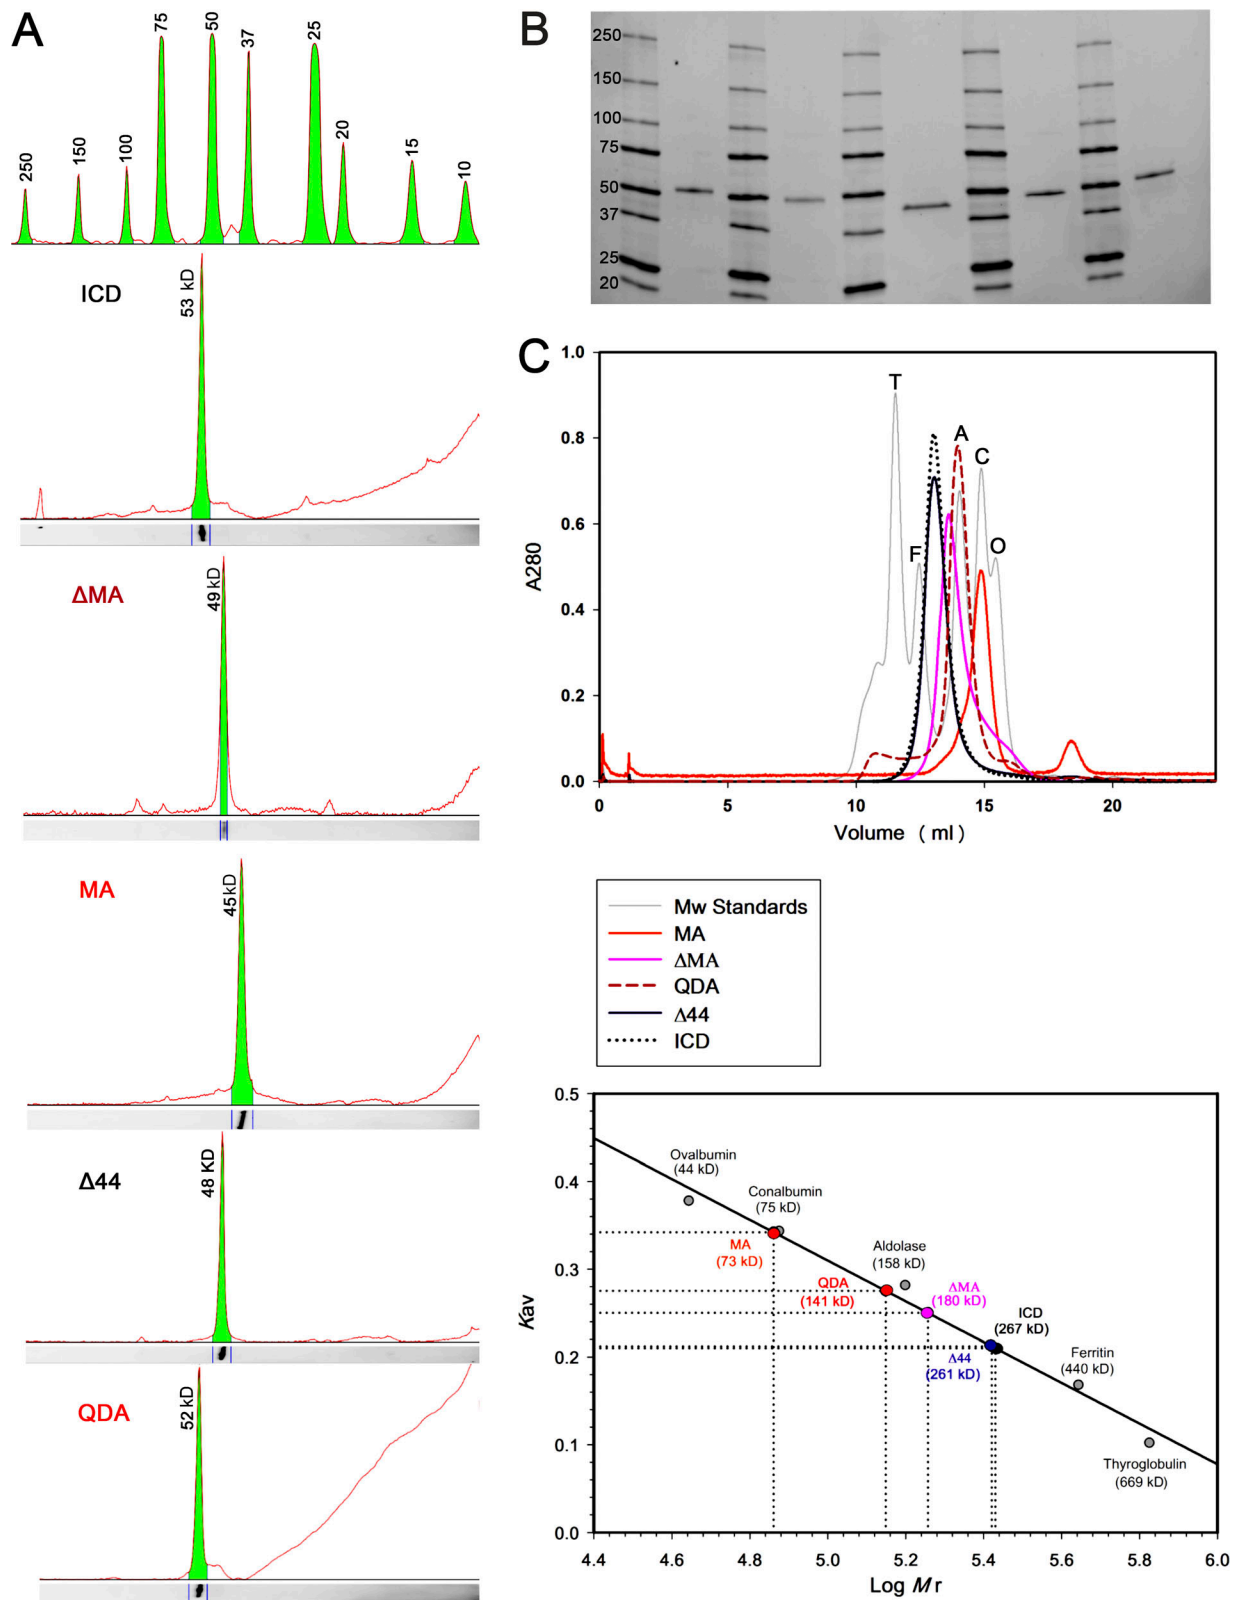 A
250
150
100
75
50
37
25
20
15
10
ICD
53 kD
ΔMA
49 kD
MA
45 kD
Δ44
48 KD
QDA
52 kD
B
250
150
100
75
50
37
25
20
C
1.0
0.8
0.6
0.4
0.2
0.0
A280
T
F
A
C
O
0 5 10 15 20
Volume ( ml )
Mw Standards
MA
ΔMA
QDA
Δ44
ICD
0.5
0.4
0.3
0.2
0.1
0.0
Kav
Ovalbumin
(44 kD)
Conalbumin
(75 kD)
MA
(73 kD)
Aldolase
(158 kD)
QDA
(141 kD)
ΔMA
(180 kD)
ICD
(267 kD)
Δ44
(261 kD)
Ferritin
(440 kD)
Thyroglobulin
(669 kD)
4.4 4.6 4.8 5.0 5.2 5.4 5.6 5.8 6.0
Log Mr